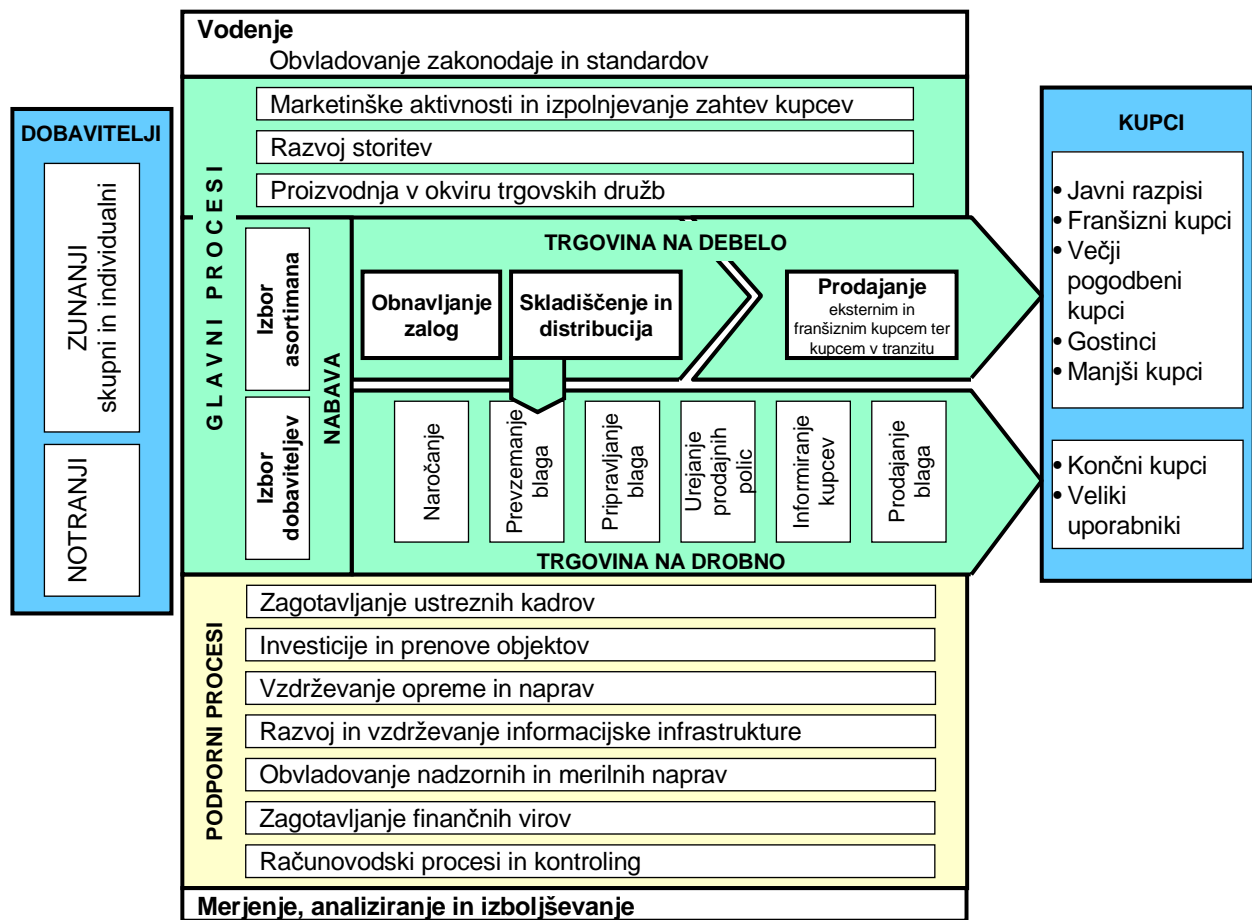 Vodenje
Obvladovanje zakonodaje in standardov
DOBAVITELJI
ZUNANJI
skupni in individualni
NOTRANJI
GLAVNI PROCESI
Marketinške aktivnosti in izpolnjevanje zahtev kupcev
Razvoj storitev
Proizvodnja v okviru trgovskih družb
Izbor
asortimana
Izbor
dobaviteljev
NABAVA
TRGOVINA NA DEBELO
Obnavljanje
zalog
Skladiščenje in
distribucija
Prodajanje
eksternim in
franšiznim kupcem ter
kupcem v tranzitu
Naročanje
Prevzemanje
blaga
Pripravljanje
blaga
Urejanje
prodajnih
polic
Informiranje
kupcev
Prodajanje
blaga
TRGOVINA NA DROBNO
KUPCI
• Javni razpisi
• Franšizni kupci
• Večji
pogodbeni
kupci
• Gostinci
• Manjši kupci
• Končni kupci
• Veliki
uporabniki
PODPORNI PROCESI
Zagotavljanje ustreznih kadrov
Investicije in prenove objektov
Vzdrževanje opreme in naprav
Razvoj in vzdrževanje informacijske infrastrukture
Obvladovanje nadzornih in merilnih naprav
Zagotavljanje finančnih virov
Računovodski procesi in kontroling
Merjenje, analiziranje in izboljševanje